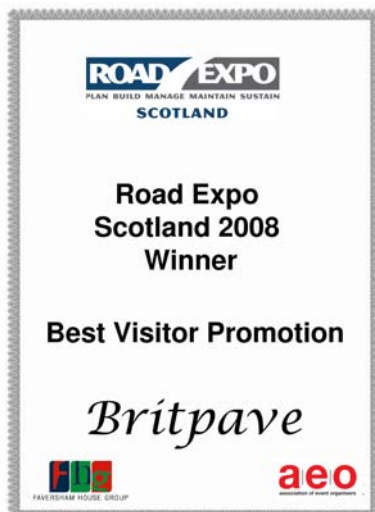 ROAD EXPO
PLAN BUILD MANAGE MAINTAIN SUSTAIN
SCOTLAND
Road Expo
Scotland 2008
Winner
Best Visitor Promotion
Britpave
fhg
FAVERSHAM HOUSE GROUP
aeo
association of event organisers